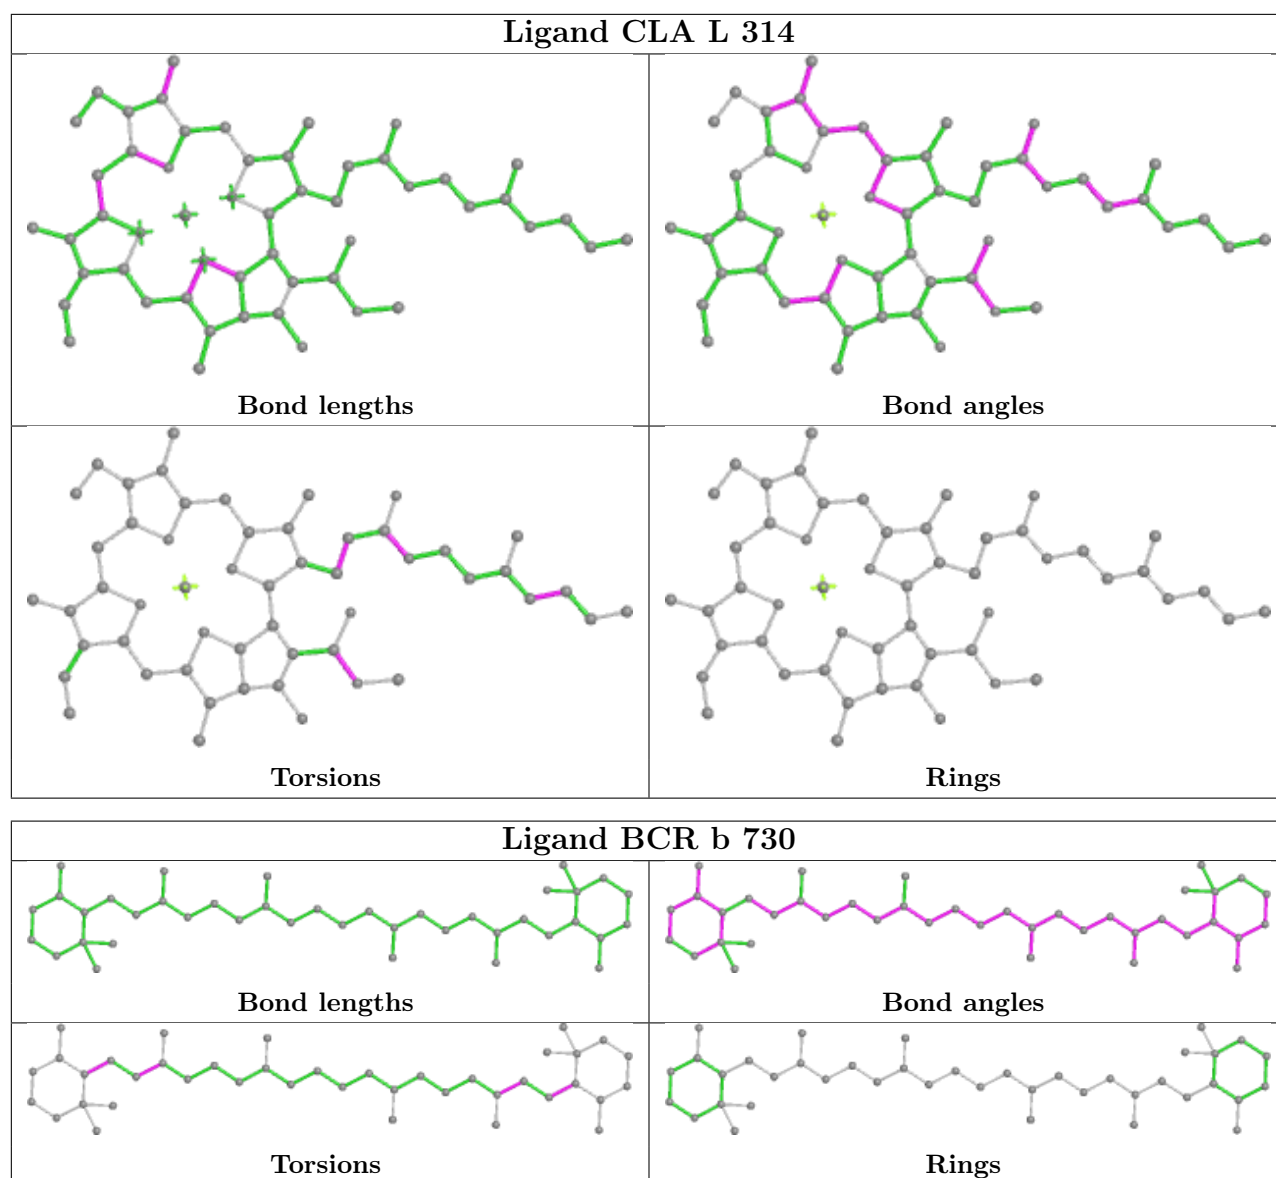 Ligand CLA L 314
Bond lengths
Bond angles
Torsions
Rings
Ligand BCR b 730
Bond lengths
Bond angles
Torsions
Rings